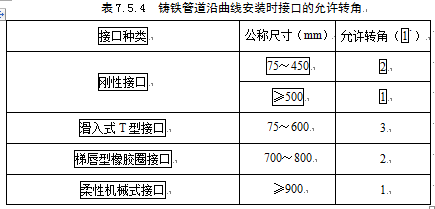 表 7.5.4 铸铁管道沿曲线安装时接口的允许转角
接口种类 公称尺寸（mm） 允许转角（1°）
刚性接口 75～450 2
≥500 1
滑入式 T 型接口 75～600 3
梯唇型橡胶圈接口 700～800 2
柔性机械式接口 ≥900 1